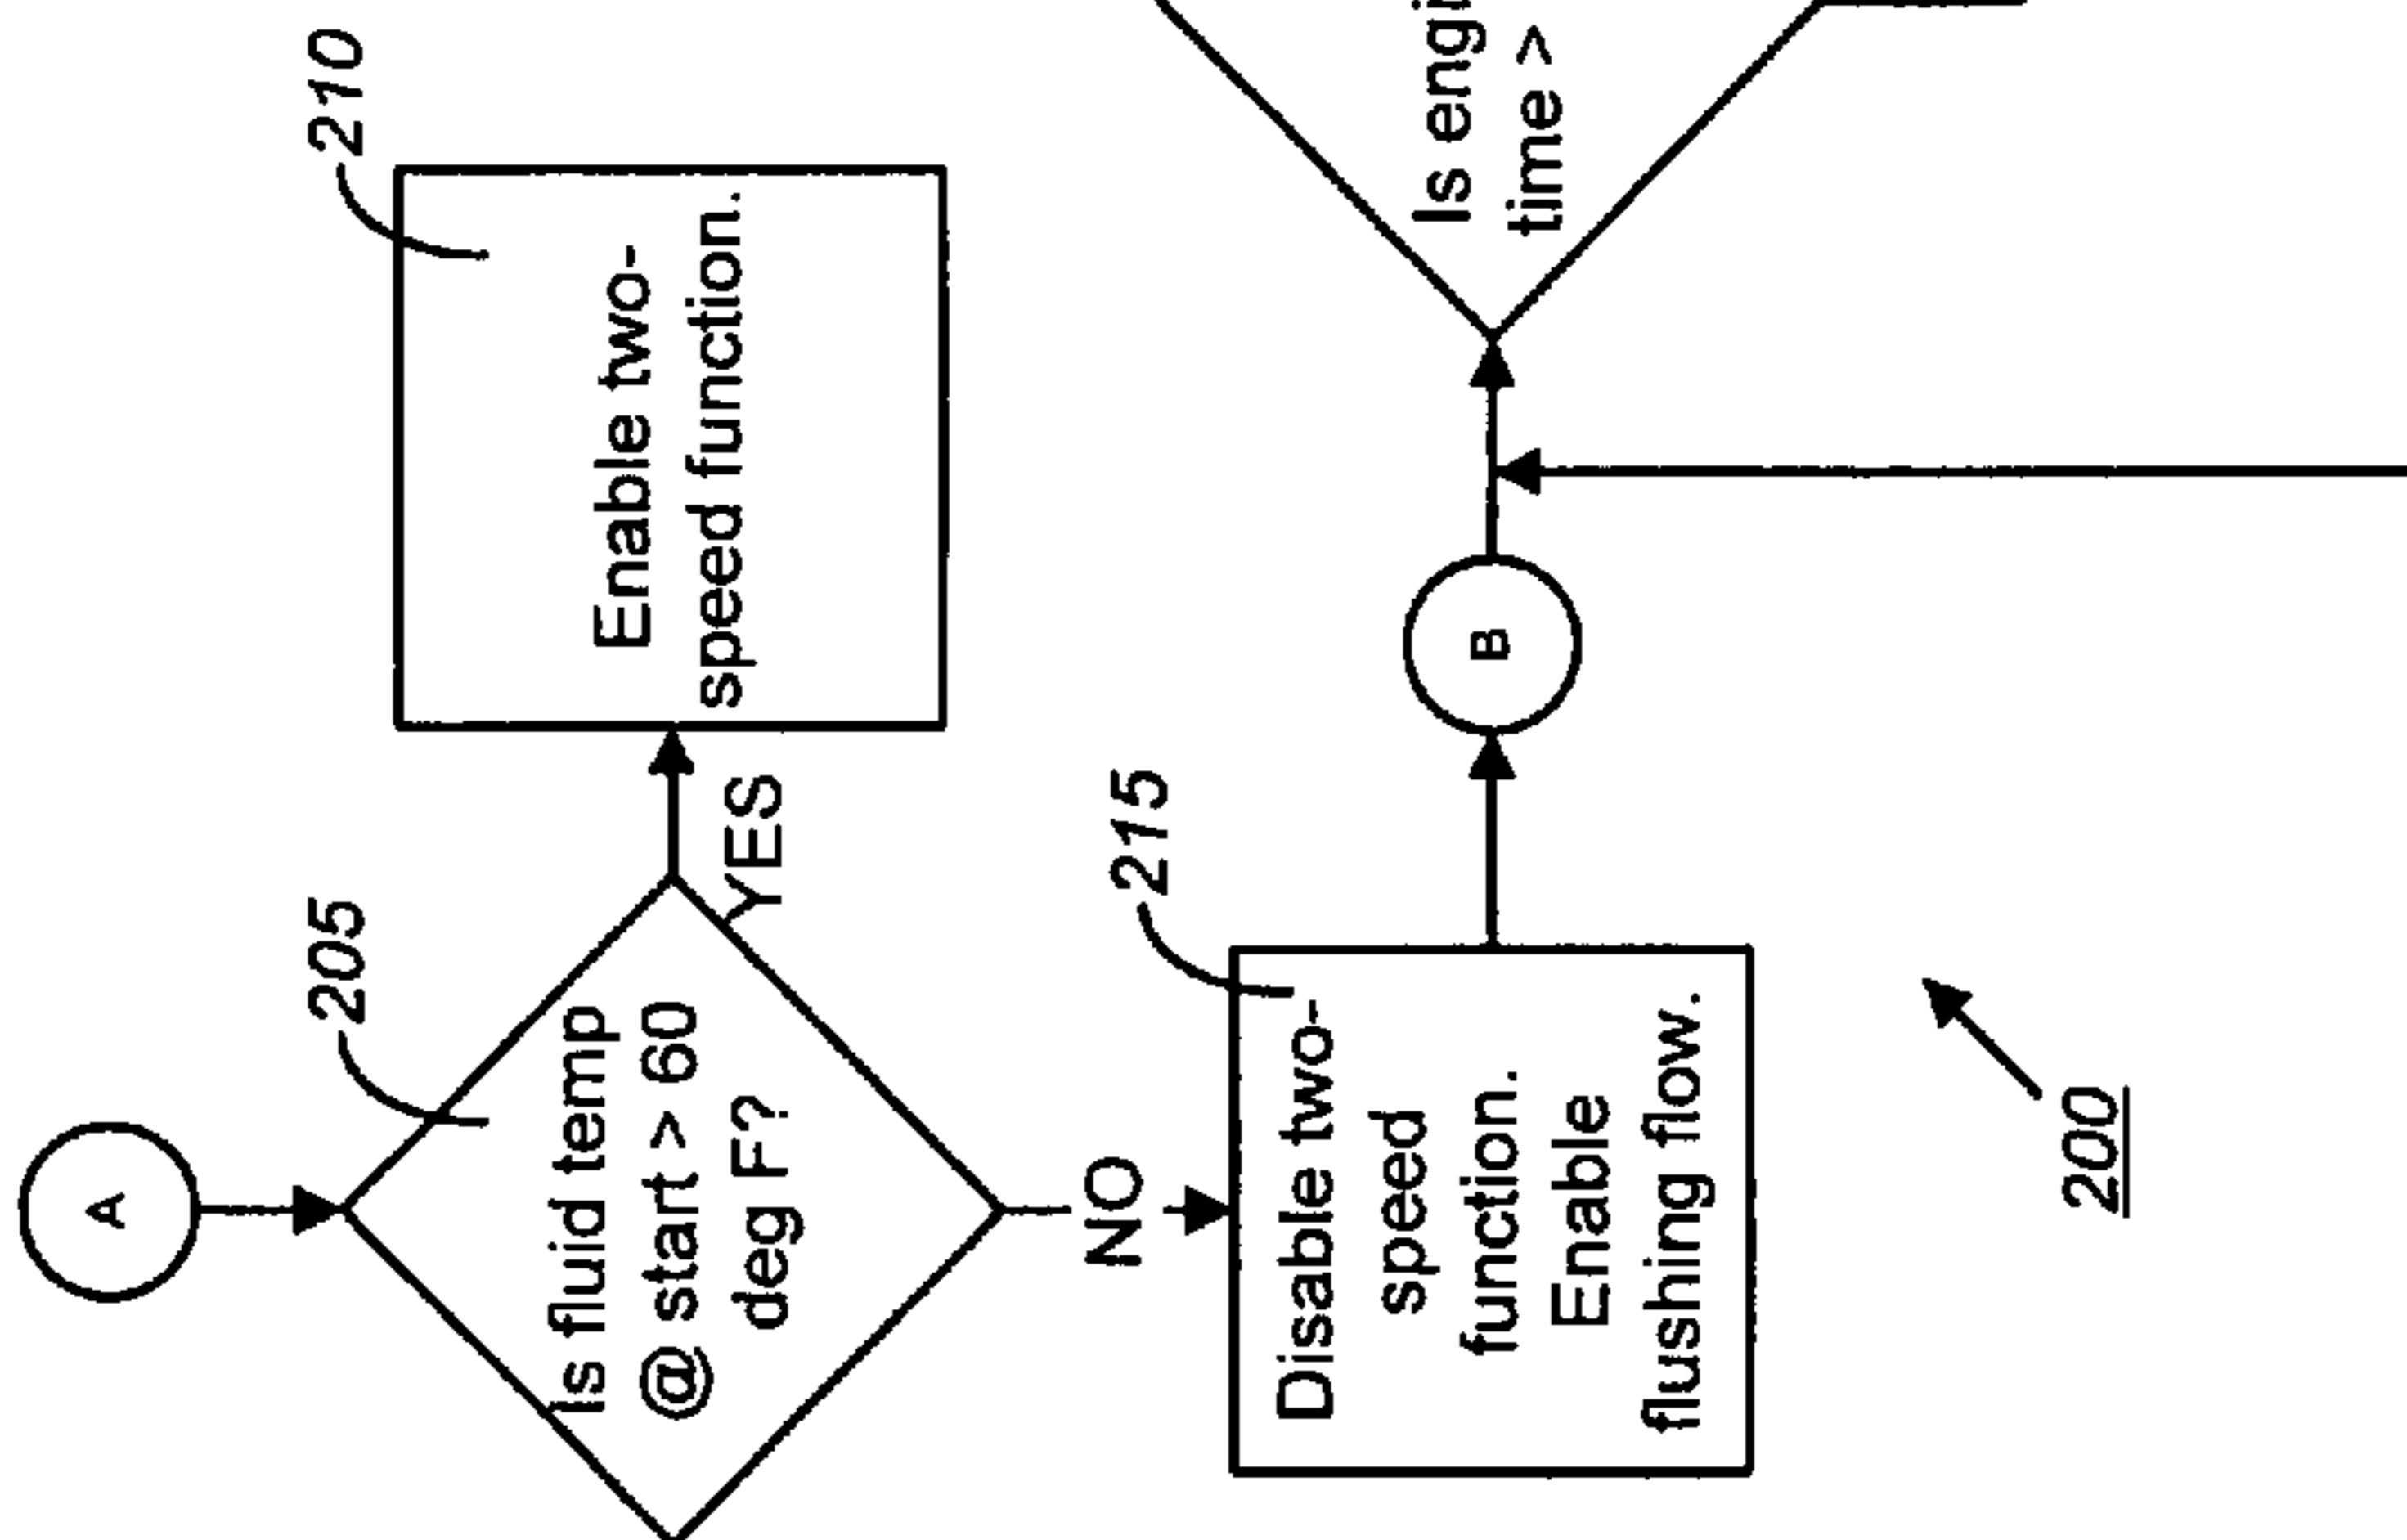 A
205
Is fluid temp
@ start > 60
deg F?
YES
210
Enable two-
speed function.
NO
215
Disable two-
speed
function.
Enable
flushing flow.
B
Is
time >
200